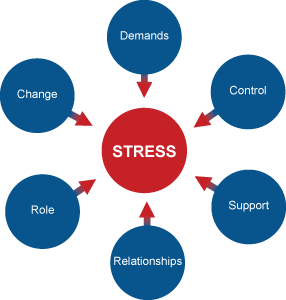 Demands
Change
Control
STRESS
Role
Support
Relationships